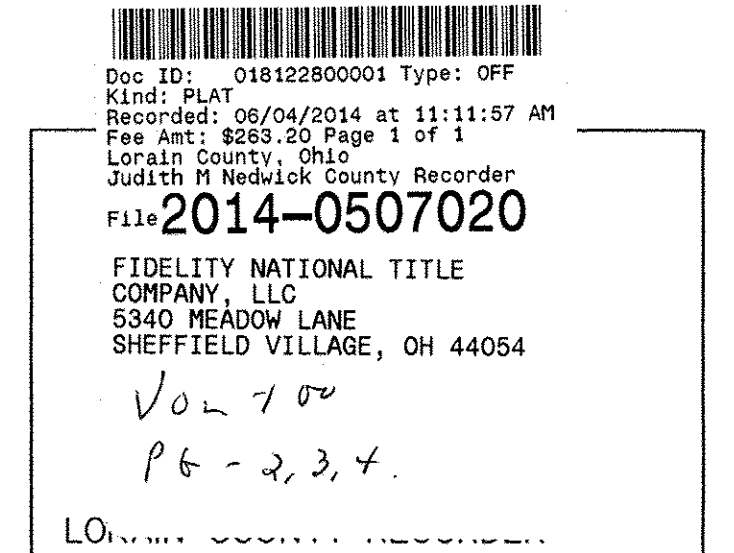 Doc ID: 018122800001 Type: OFF
Kind: PLAT
Recorded: 06/04/2014 at 11:11:57 AM
Fee Amt: $263.20 Page 1 of 1
Lorain County, Ohio
Judith M Nedwick County Recorder
File 2014-0507020
FIDELITY NATIONAL TITLE
COMPANY, LLC
5340 MEADOW LANE
SHEFFIELD VILLAGE, OH 44054
VOL 100
PG - 2, 3, 4.